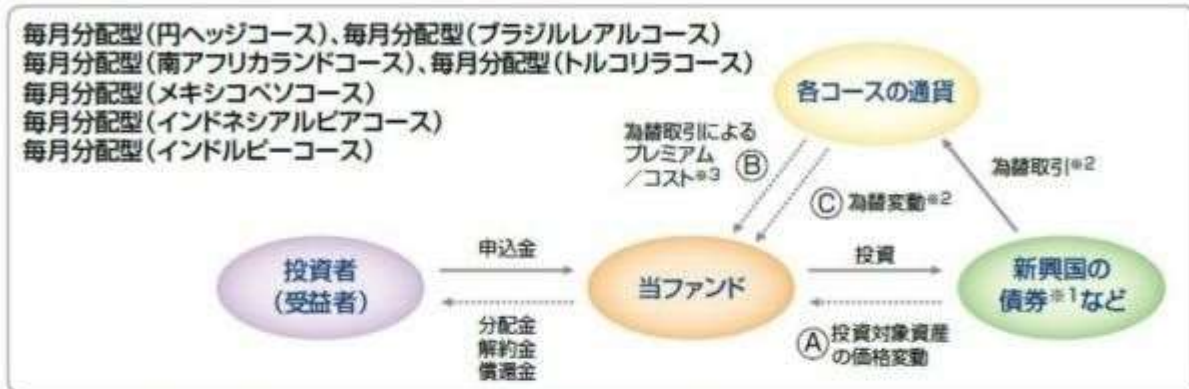 毎月分配型(円ヘッジコース)、毎月分配型(ブラジルレアルコース)
毎月分配型(南アフリカランドコース)、毎月分配型(トルコリラコース)
毎月分配型(メキシコペソコース)
毎月分配型(インドネシアルピアコース)
毎月分配型(インドルピーコース)
各コースの通貨
為替取引による
プレミアム
／コスト※3
Ⓑ
Ⓒ 為替変動※2
為替取引※2
投資者
(受益者)
申込金
分配金
解約金
償還金
当ファンド
投資
Ⓐ 投資対象資産
の価格変動
新興国の
債券※1など